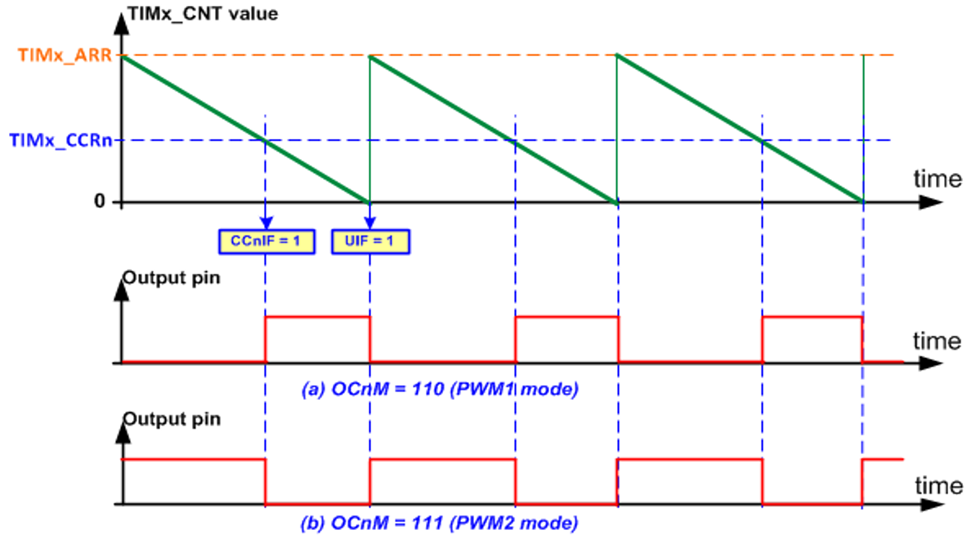 TIMx_CNT value
TIMx_ARR
TIMx_CCRn
0
time
CCnIF = 1
UIF = 1
Output pin
time
(a) OCnM = 110 (PWM1 mode)
Output pin
time
(b) OCnM = 111 (PWM2 mode)